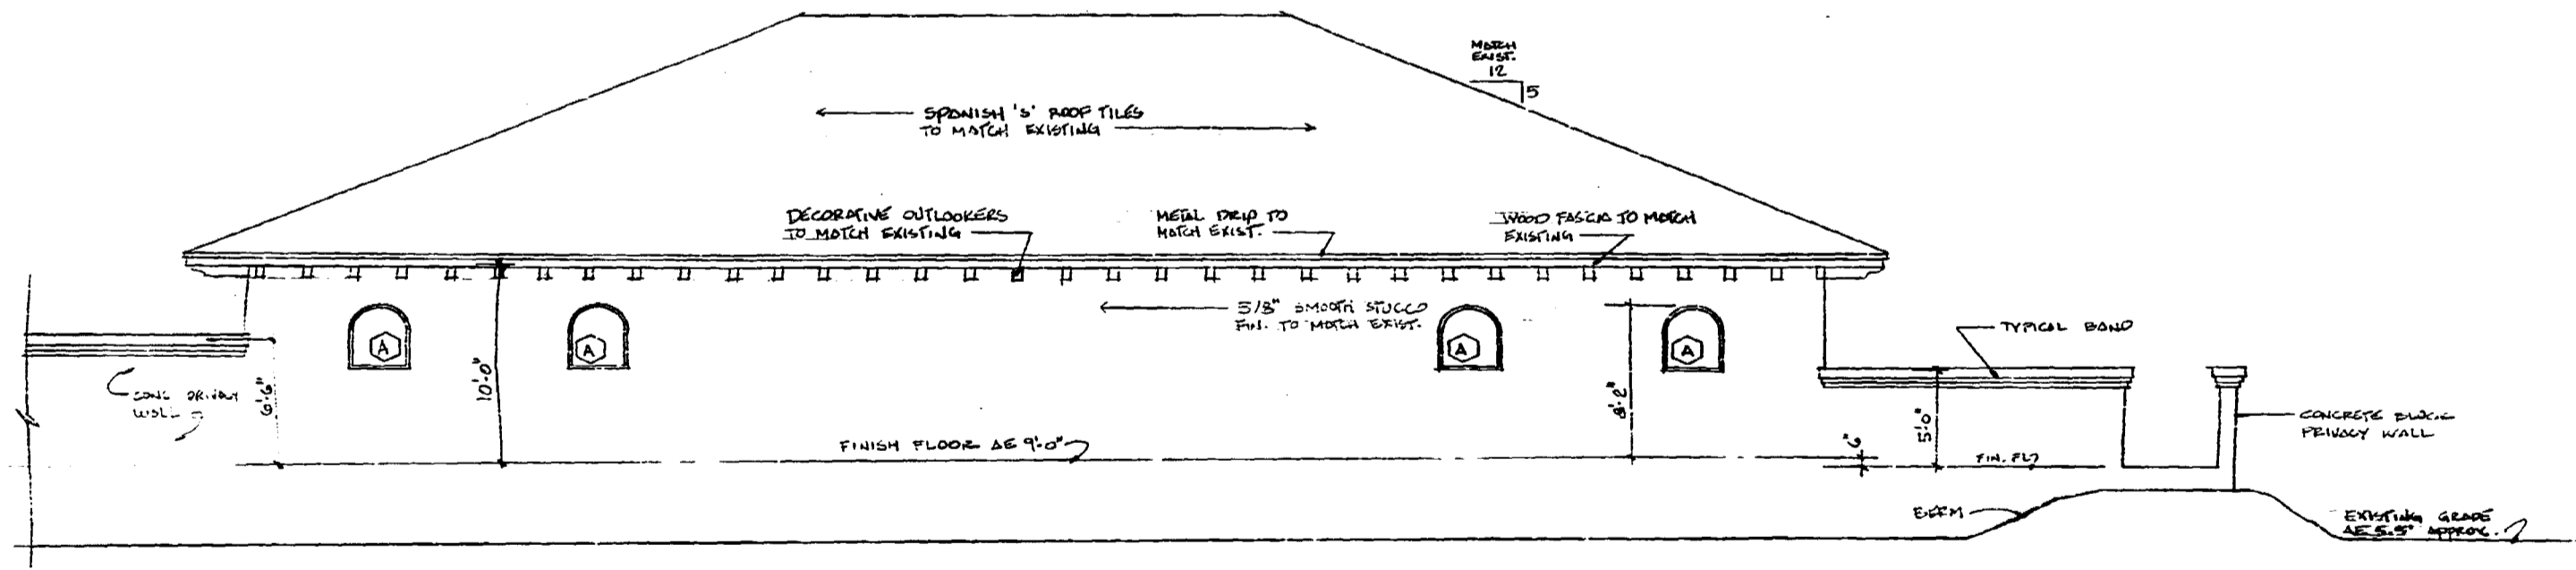 MATCH
EXIST.
12
5
SPANISH 'S' ROOF TILES
TO MATCH EXISTING
DECORATIVE OUTLOOKERS
TO MATCH EXISTING
METAL DRIP TO
MATCH EXIST.
WOOD FASCIA TO MATCH
EXISTING
5/8" SMOOTH STUCCO
FIN. TO MATCH EXIST.
A
A
A
A
TYPICAL BAND
CONC PRIVACY
WALL
6'-6"
10'-0"
8'-2"
5'-0"
6"
CONCRETE BLOCK
PRIVACY WALL
FINISH FLOOR AE 9'-0"
FIN. FL
BERM
EXISTING GRADE
AE 5.5' APPROX.